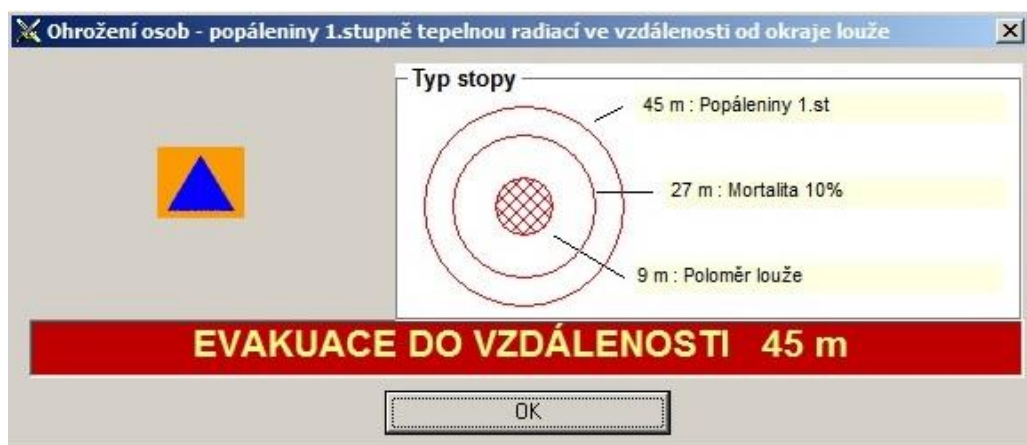 Ohrožení osob - popáleniny 1.stupně tepelnou radiací ve vzdálenosti od okraje louže
Typ stopy
45 m : Popáleniny 1.st
27 m : Mortalita 10%
9 m : Poloměr louže
EVAKUACE DO VZDÁLENOSTI 45 m
OK